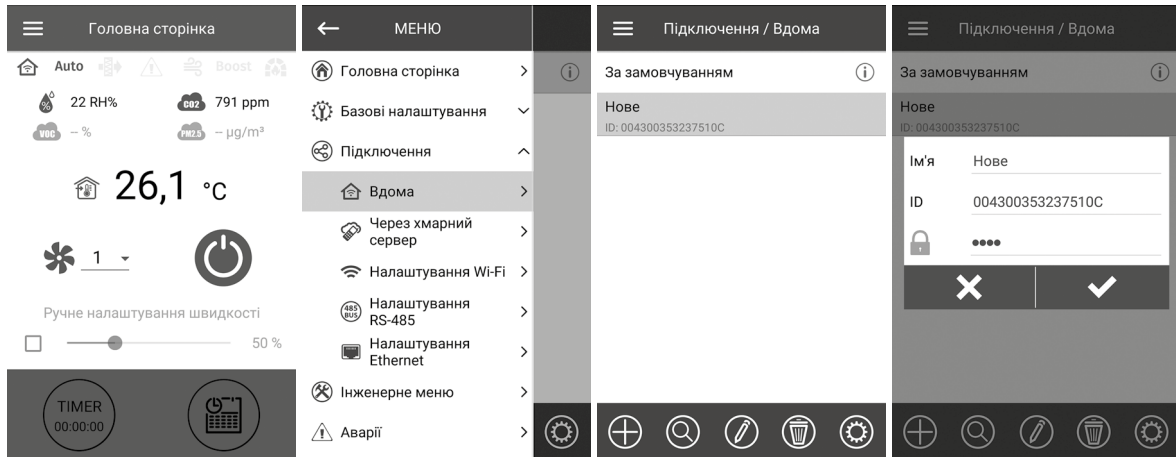 Головна сторінка
Auto
Boost
% 22 RH%
CO2 791 ppm
VOC – %
PM2.5 – µg/m³
26,1 °C
1
Ручне налаштування швидкості
50 %
TIMER
00:00:00
МЕНЮ
Головна сторінка
Базові налаштування
Підключення
Вдома
Через хмарний
сервер
Налаштування Wi-Fi
485
BUS
Налаштування
RS-485
Налаштування
Ethernet
Інженерне меню
Аварії
Підключення / Вдома
За замовчуванням
Нове
ID: 004300353237510C
Підключення / Вдома
За замовчуванням
Нове
ID: 004300353237510C
Ім'я Нове
ID 004300353237510C